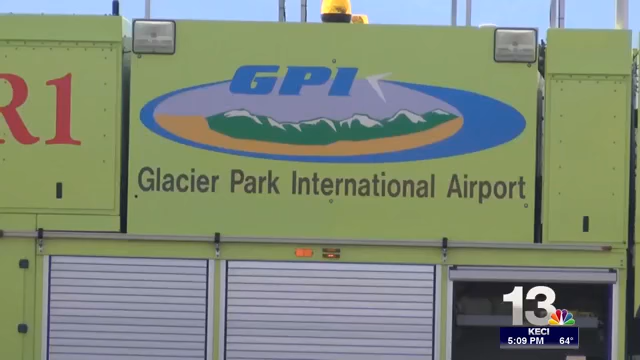 GPI
R1
Glacier Park International Airport
13
KECI
5:09 PM 64°